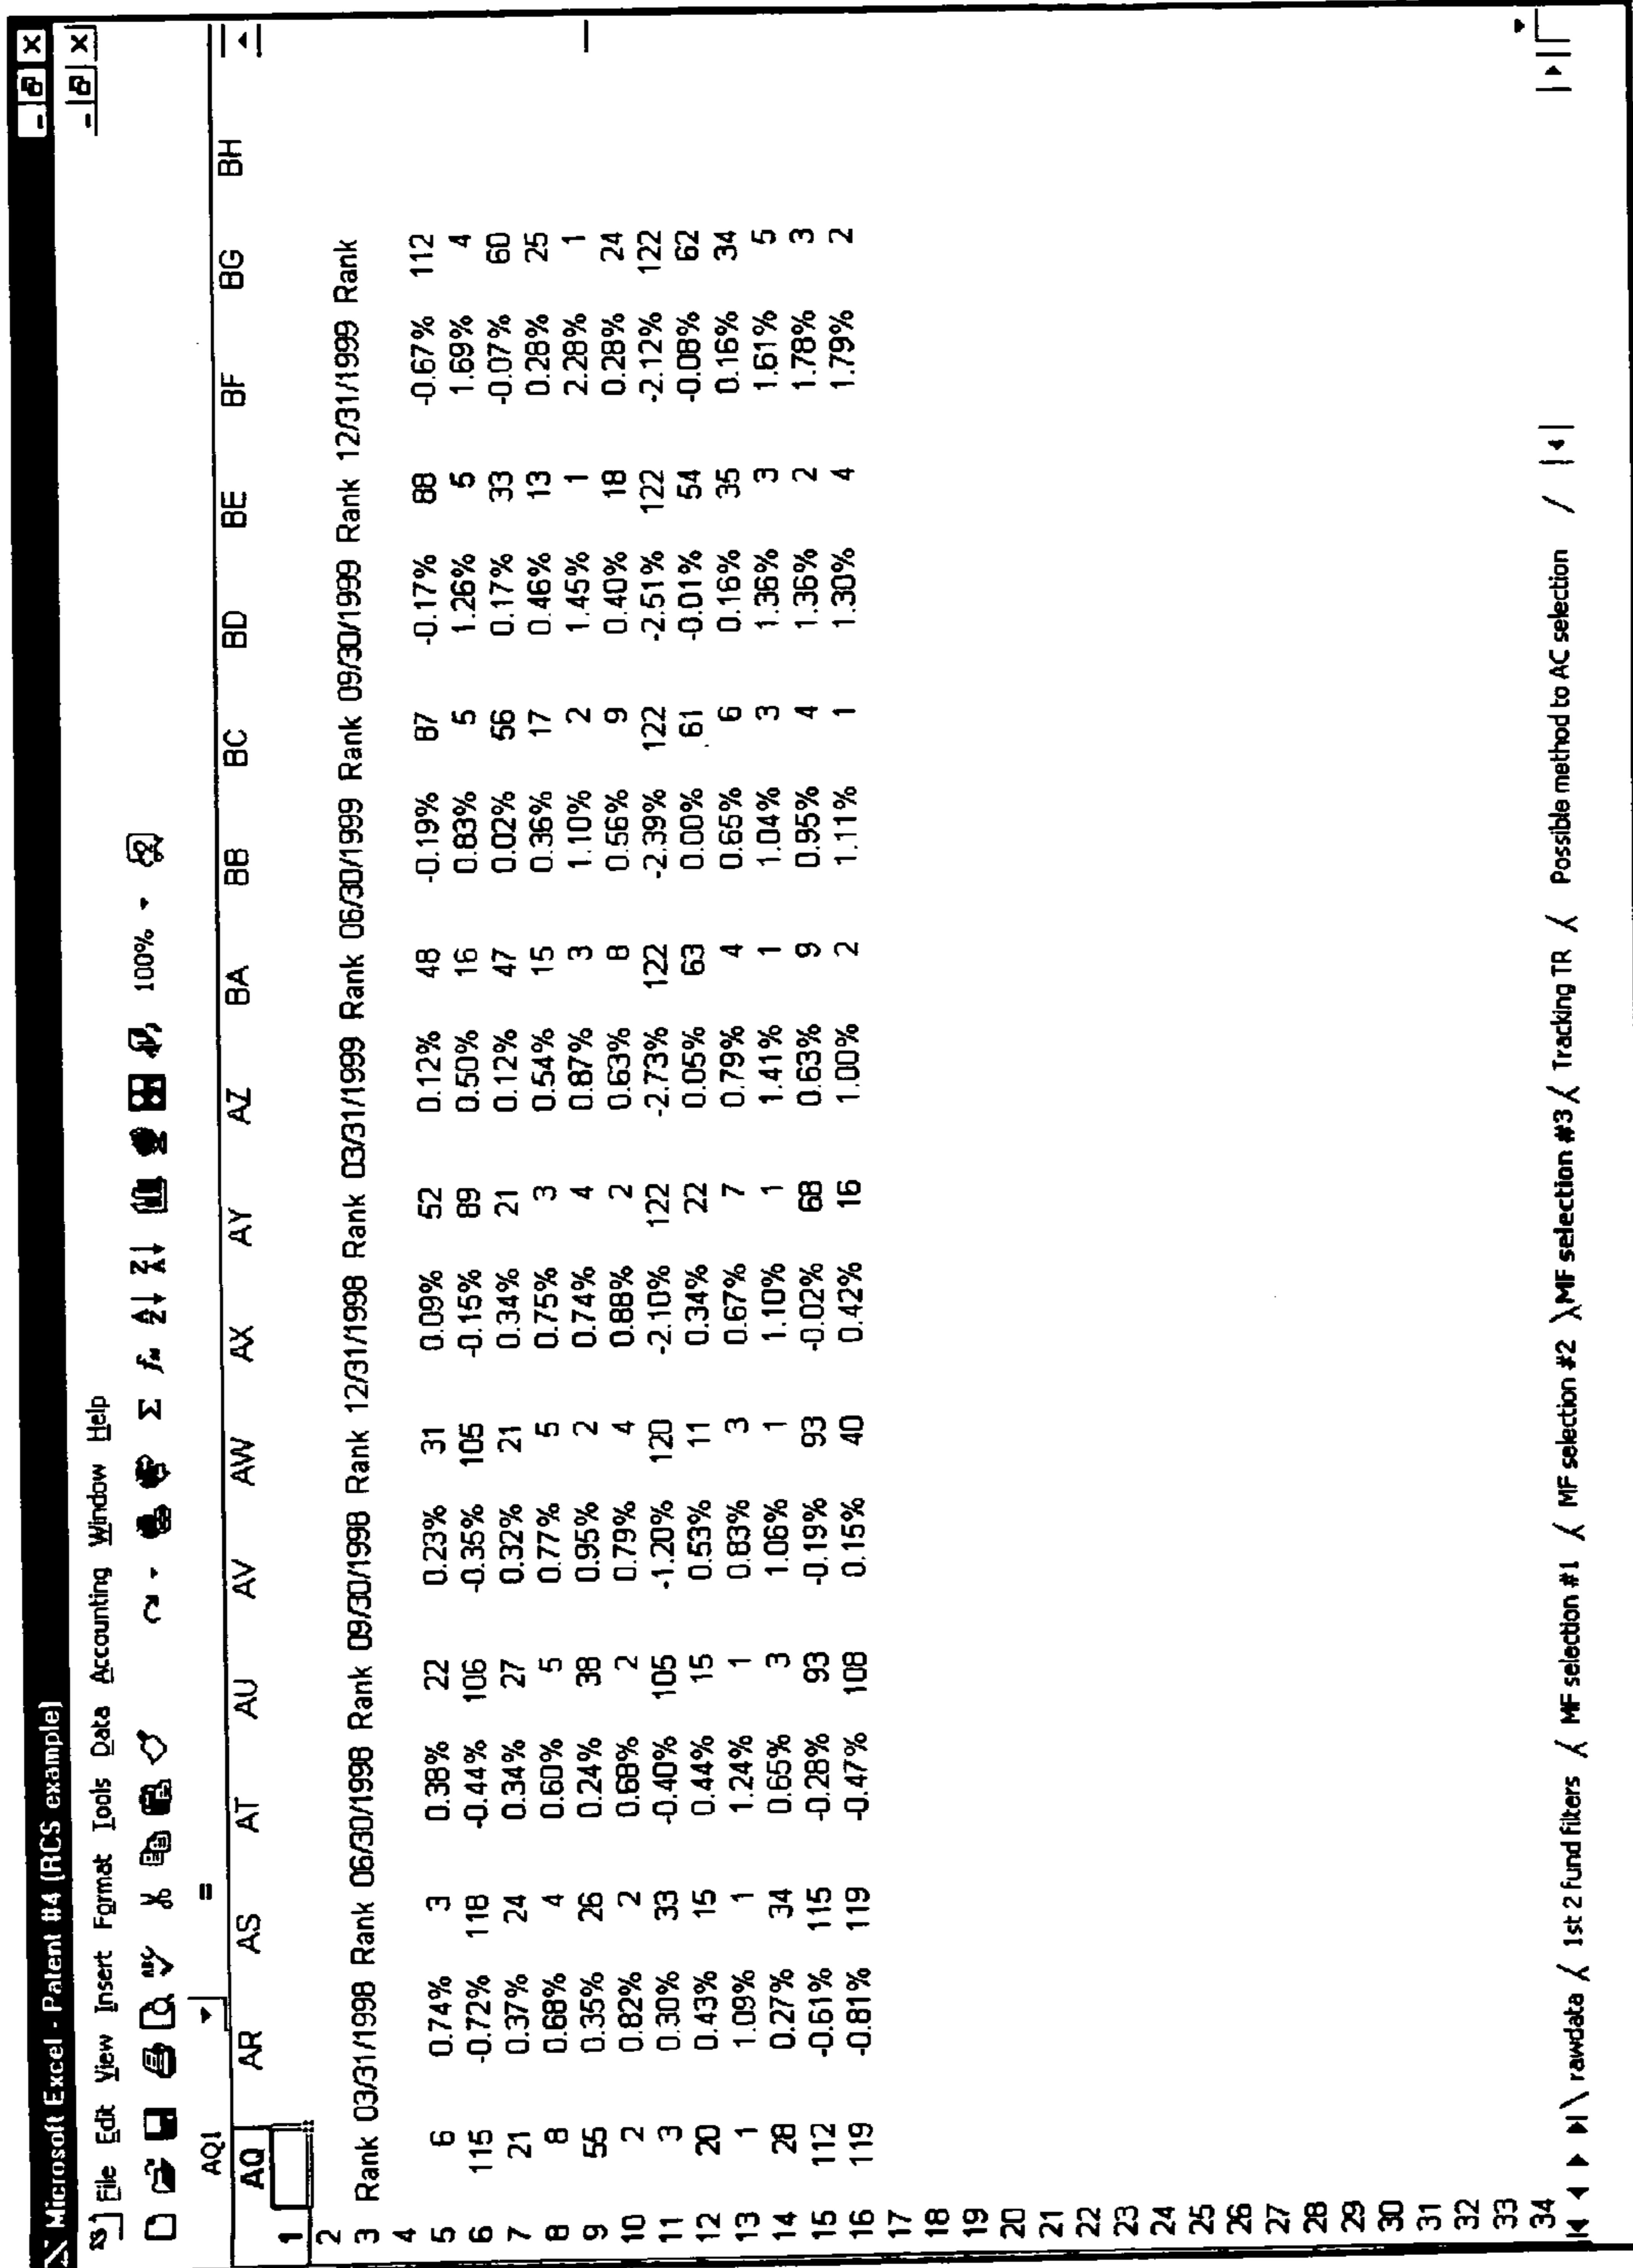 Microsoft Excel - Patent #4 (RCS example)
File Edit View Insert Format Tools Data Accounting Window Help
100%
AQ1 =
AQ AR AS AT AU AV AW AX AY AZ BA BB BC BD BE BF BG BH
1
2
3 Rank 03/31/1998 Rank 06/30/1998 Rank 09/30/1998 Rank 12/31/1998 Rank 03/31/1999 Rank 06/30/1999 Rank 09/30/1999 Rank 12/31/1999 Rank
4
5 6 0.74% 3 0.38% 22 0.23% 31 0.09% 52 0.12% 48 -0.19% 87 -0.17% 88 -0.67% 112
6 115 -0.72% 118 -0.44% 106 -0.35% 105 -0.15% 89 0.50% 16 0.83% 5 1.26% 5 1.69% 4
7 21 0.37% 24 0.34% 27 0.32% 21 0.34% 21 0.12% 47 0.02% 56 0.17% 33 -0.07% 60
8 8 0.68% 4 0.60% 5 0.77% 5 0.75% 3 0.54% 15 0.36% 17 0.46% 13 0.28% 25
9 55 0.35% 26 0.24% 38 0.95% 2 0.74% 4 0.87% 3 1.10% 2 1.45% 1 2.28% 1
10 2 0.82% 2 0.68% 2 0.79% 4 0.88% 2 0.63% 8 0.56% 9 0.40% 18 0.28% 24
11 3 0.30% 33 -0.40% 105 -1.20% 120 -2.10% 122 -2.73% 122 -2.39% 122 -2.51% 122 -2.12% 122
12 20 0.43% 15 0.44% 15 0.53% 11 0.34% 22 0.05% 63 0.00% 61 -0.01% 54 -0.08% 62
13 1 1.09% 1 1.24% 1 0.83% 3 0.67% 7 0.79% 4 0.65% 6 0.16% 35 0.16% 34
14 28 0.27% 34 0.65% 3 1.06% 1 1.10% 1 1.41% 1 1.04% 3 1.36% 3 1.61% 5
15 112 -0.61% 115 -0.28% 93 -0.19% 93 -0.02% 68 0.63% 9 0.95% 4 1.36% 2 1.78% 3
16 119 -0.81% 119 -0.47% 108 0.15% 40 0.42% 16 1.00% 2 1.11% 1 1.30% 4 1.79% 2
17
18
19
20
21
22
23
24
25
26
27
28
29
30
31
32
33
34
rawdata / 1st 2 fund filters / MF selection #1 / MF selection #2 \ MF selection #3 / Tracking TR / Possible method to AC selection /